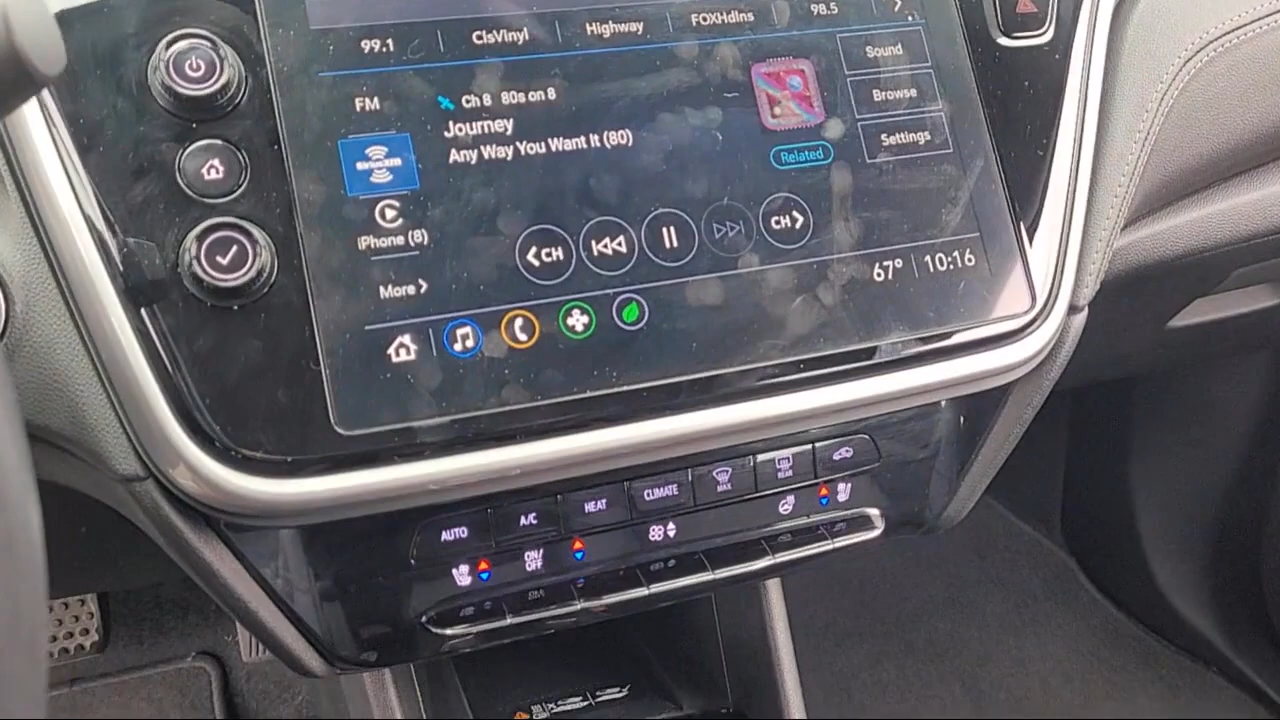 99.1 ClsVinyl Highway FOXHdlns 98.5
FM
Ch 8 80s on 8
Journey
Any Way You Want It (80)
Sound
Browse
Settings
Related
SiriusXM
iPhone (8)
More
CH
CH
67° 10:16
AUTO A/C HEAT CLIMATE MAX REAR
ON/
OFF